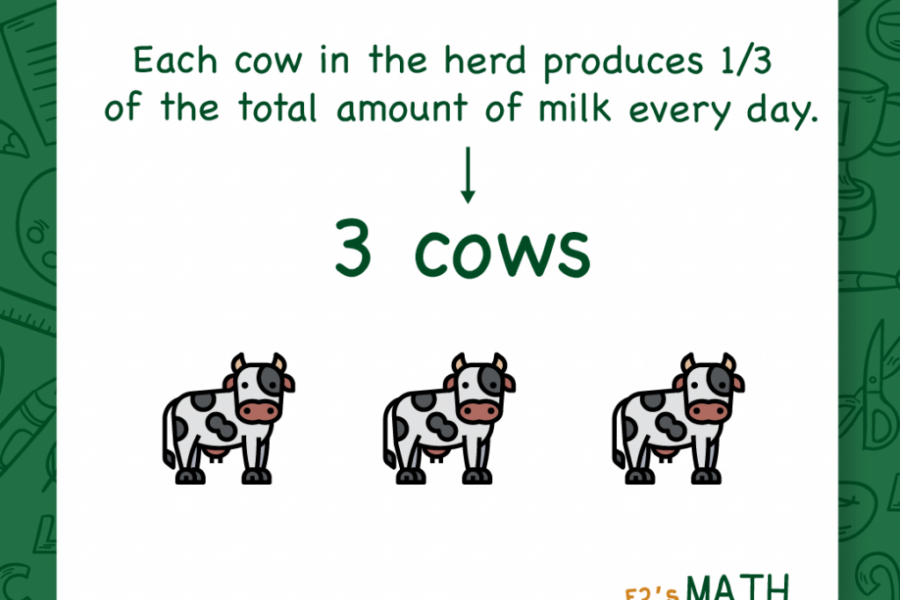 Each cow in the herd produces 1/3
of the total amount of milk every day.
3 cows
MATH